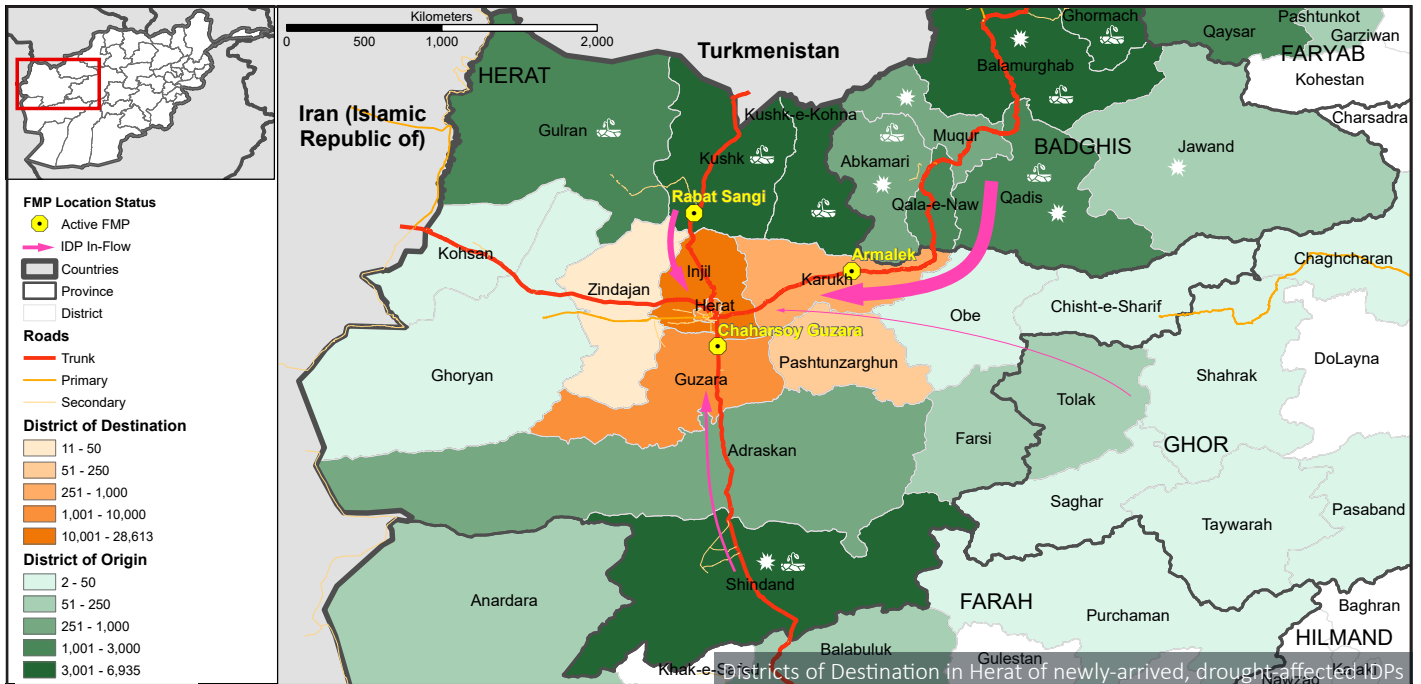 Kilometers
0 500 1,000 2,000
Turkmenistan
Iran (Islamic
Republic of)
HERAT
Gulran
Kushk
Kushk-e-Kohna
Rabat Sangi
Ghormach
Balamurghab
Pashtunkot
Qaysar
Garziwan
FARYAB
Kohestan
Charsadra
Muqur
Abkamari
BADGHIS
Jawand
Qala-e-Naw
Qadis
FMP Location Status
Active FMP
IDP In-Flow
Countries
Province
District
Roads
Trunk
Primary
Secondary
District of Destination
11 - 50
51 - 250
251 - 1,000
1,001 - 10,000
10,001 - 28,613
District of Origin
2 - 50
51 - 250
251 - 1,000
1,001 - 3,000
3,001 - 6,935
Kohsan
Zindajan
Injil
Herat
Karukh
Armalek
Obe
Chisht-e-Sharif
Chaghcharan
Chaharsoy Guzara
Ghoryan
Guzara
Pashtunzarghun
DoLayna
Shahrak
Tolak
Adraskan
Farsi
GHOR
Saghar
Taywarah
Pasaband
Anardara
Shindand
FARAH
Purchaman
Baghran
HILMAND
Balabuluk
Gulestan
Districts of Destination in Herat of newly-arrived, drought-affected IDPs